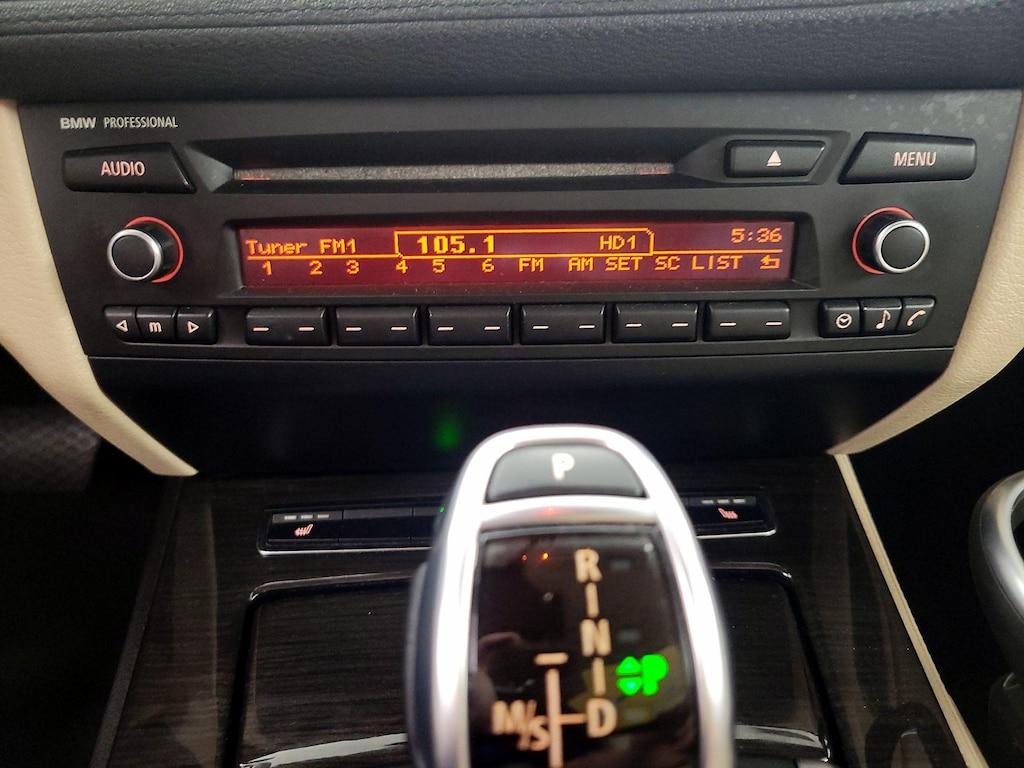 BMW PROFESSIONAL
AUDIO
MENU
Tuner FM1 105.1 HD1 5:36
1 2 3 4 5 6 FM AM SET SC LIST
m
P
R
N
P
M/S D